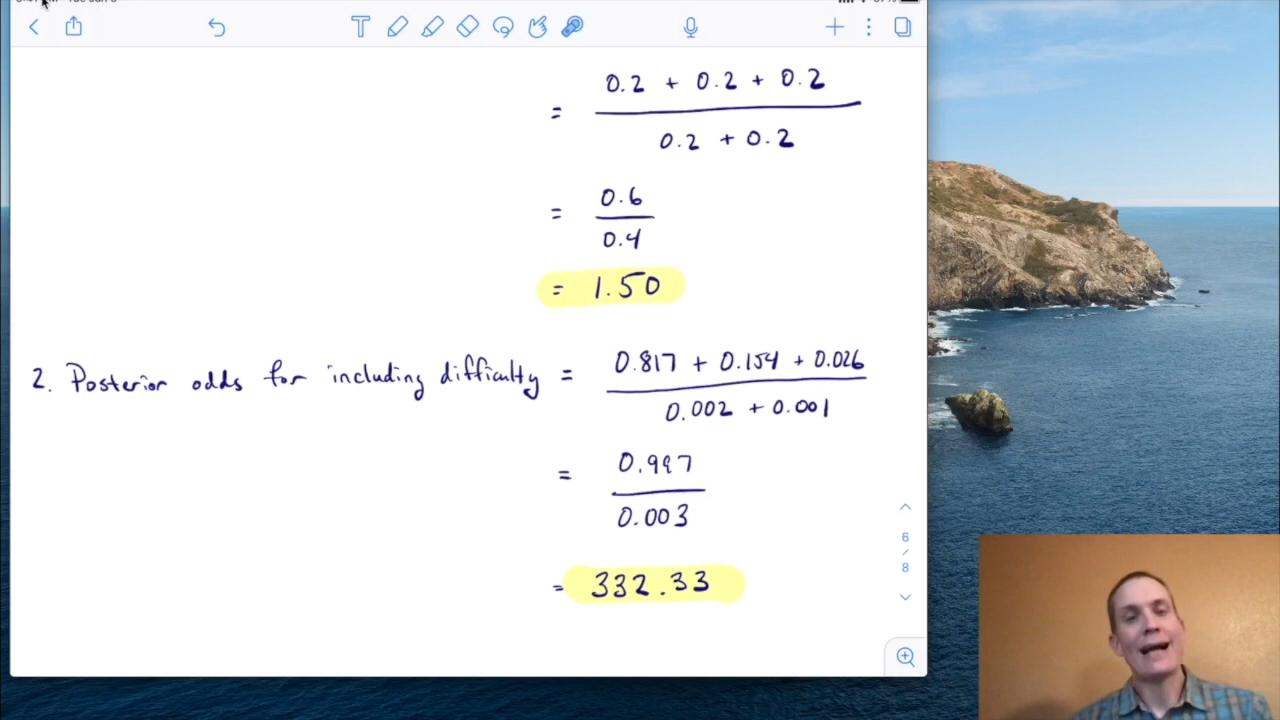 0.2 + 0.2 + 0.2
=
0.2 + 0.2
= 0.6
0.4
= 1.50
2. Posterior odds for including difficulty = 0.817 + 0.154 + 0.026
0.002 + 0.001
= 0.997
0.003
= 332.33
6
/
8